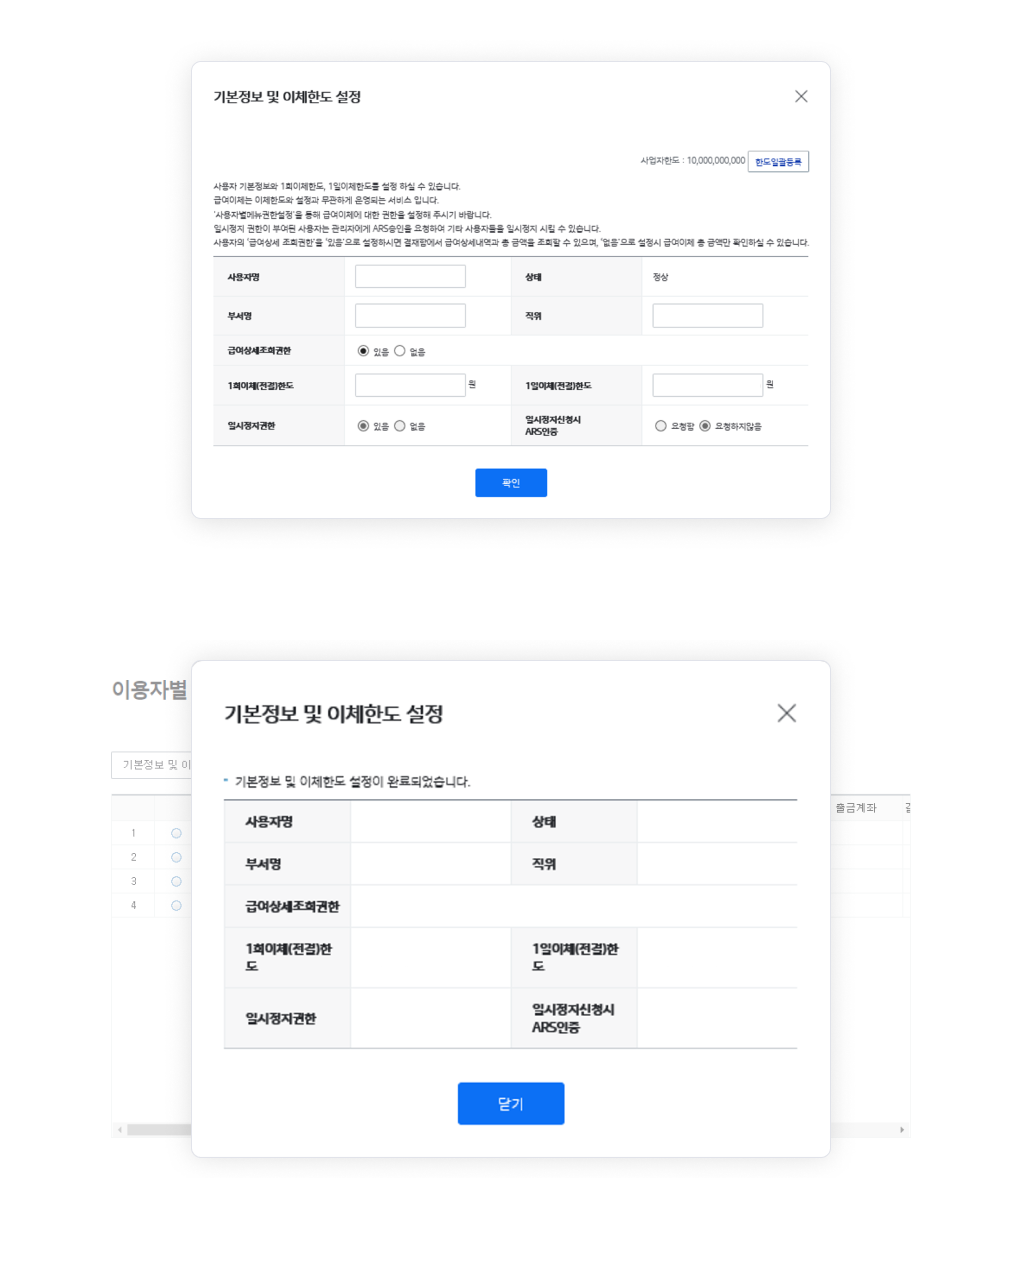 기본정보 및 이체한도 설정
사업자한도 : 10,000,000,000 한도일괄등록
사용자 기본정보와 1회이체한도, 1일이체한도를 설정 하실 수 있습니다.
급여이체는 이체한도와 설정과 무관하게 운영되는 서비스 입니다.
'사용자별메뉴권한설정'을 통해 급여이체에 대한 권한을 설정해 주시기 바랍니다.
일시정지 권한이 부여된 사용자는 관리자에게 ARS승인을 요청하여 기타 사용자들을 일시정지 시킬 수 있습니다.
사용자의 '급여상세 조회권한'을 '있음'으로 설정하시면 결재함에서 급여상세내역과 총 금액을 조회할 수 있으며, '없음'으로 설정시 급여이체 총 금액만 확인하실 수 있습니다.
사용자명 상태 정상
부서명 직위
급여상세조회권한 있음 없음
1회이체(전결)한도 원 1일이체(전결)한도 원
일시정지권한 있음 없음 일시정지신청시
ARS인증 요청함 요청하지않음
확인
이용자별
기본정보 및 이체한도 설정
기본정보 및 이
* 기본정보 및 이체한도 설정이 완료되었습니다.
출금계좌
1
2
3
4
사용자명 상태
부서명 직위
급여상세조회권한
1회이체(전결)한
도 1일이체(전결)한
도
일시정지권한 일시정지신청시
ARS인증
닫기